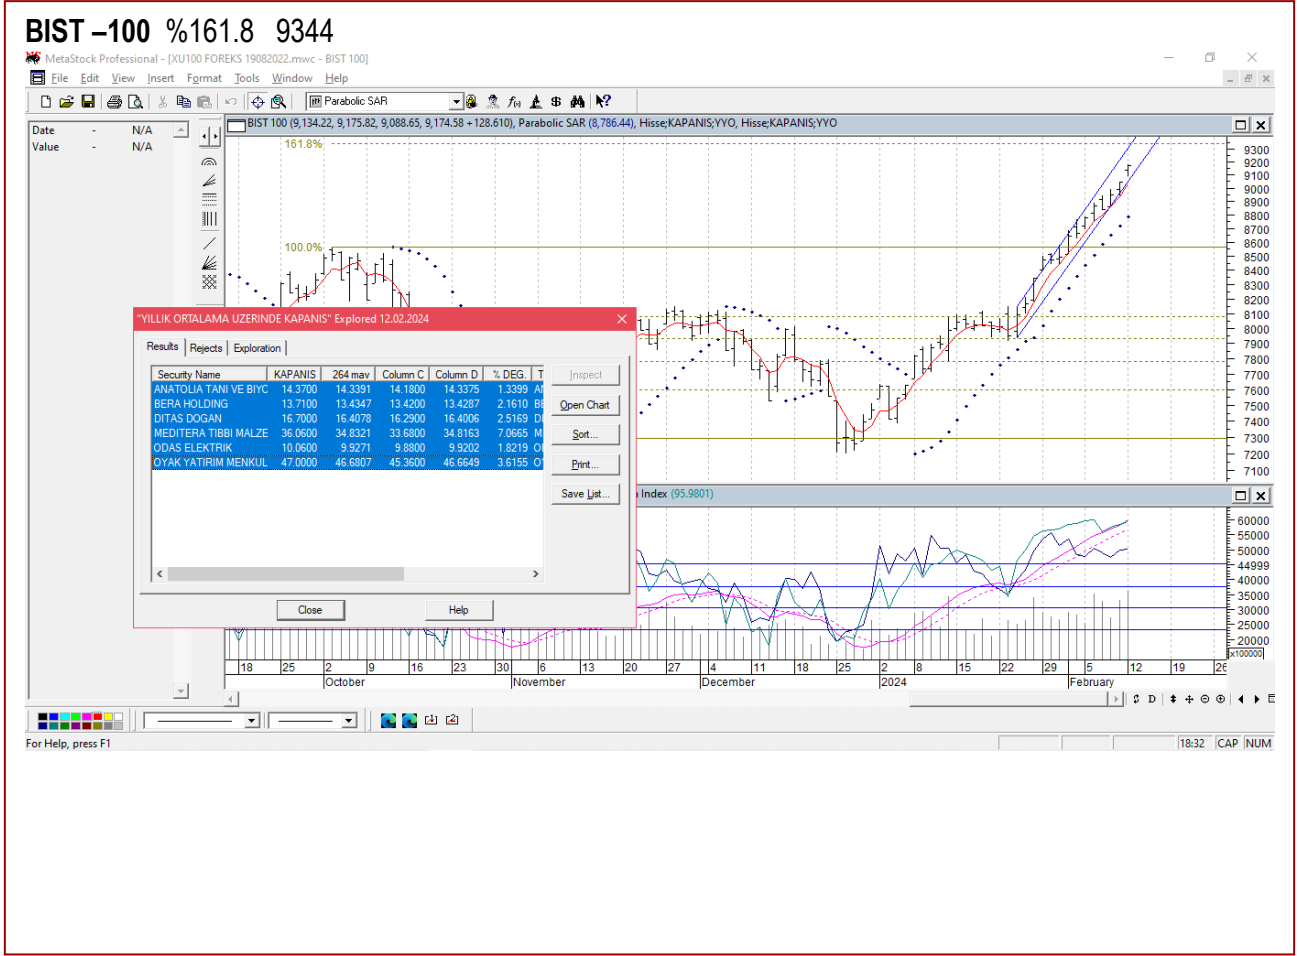 BIST –100 %161.8 9344
MetaStock Professional - [XU100 FOREKS 19082022.mwc - BIST 100]
File Edit View Insert Format Tools Window Help
Parabolic SAR
Date - N/A
Value - N/A
BIST 100 (9,134.22, 9,175.82, 9,088.65, 9,174.58 +128.610), Parabolic SAR (8,786.44), Hisse;KAPANIS;YYO, Hisse;KAPANIS;YYO
161.8%
100.0%
9300
9200
9100
9000
8900
8800
8700
8600
8500
8400
8300
8200
8100
8000
7900
7800
7700
7600
7500
7400
7300
7200
7100
"YILLIK ORTALAMA UZERINDE KAPANIS" Explored 12.02.2024
Results Rejects Exploration
Security Name KAPANIS 264 mav Column C Column D % DEG. T
ANATOLIA TANI VE BIYC 14.3700 14.3391 14.1800 14.3375 1.3399
BERA HOLDING 13.7100 13.4347 13.4200 13.4287 2.1610
DITAS DOGAN 16.7000 16.4078 16.2900 16.4006 2.5169
MEDITERA TIBBI MALZE 36.0600 34.8321 33.6800 34.8163 7.0665
ODAS ELEKTRIK 10.0600 9.9271 9.8800 9.9202 1.8219
OYAK YATIRIM MENKUL 47.0000 46.6807 45.3600 46.6649 3.6155
Inspect
Open Chart
Sort...
Print...
Save List...
Close Help
Index (95.9801)
60000
55000
50000
44999
40000
35000
30000
25000
20000
x100000
18 25 2 9 16 23 30 6 13 20 27 4 11 18 25 2 8 15 22 29 5 12 19 26
October November December 2024 February
D
For Help, press F1
18:32 CAP NUM